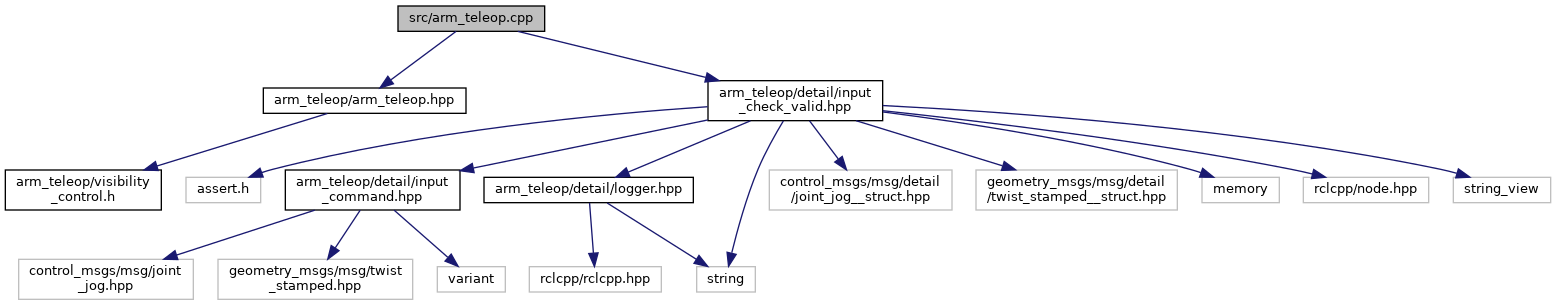 src/arm_teleop.cpp
arm_teleop/arm_teleop.hpp
arm_teleop/detail/input
_check_valid.hpp
arm_teleop/visibility
_control.h
assert.h
arm_teleop/detail/input
_command.hpp
arm_teleop/detail/logger.hpp
control_msgs/msg/detail
/joint_jog__struct.hpp
geometry_msgs/msg/detail
/twist_stamped__struct.hpp
memory
rclcpp/node.hpp
string_view
control_msgs/msg/joint
_jog.hpp
geometry_msgs/msg/twist
_stamped.hpp
variant
rclcpp/rclcpp.hpp
string